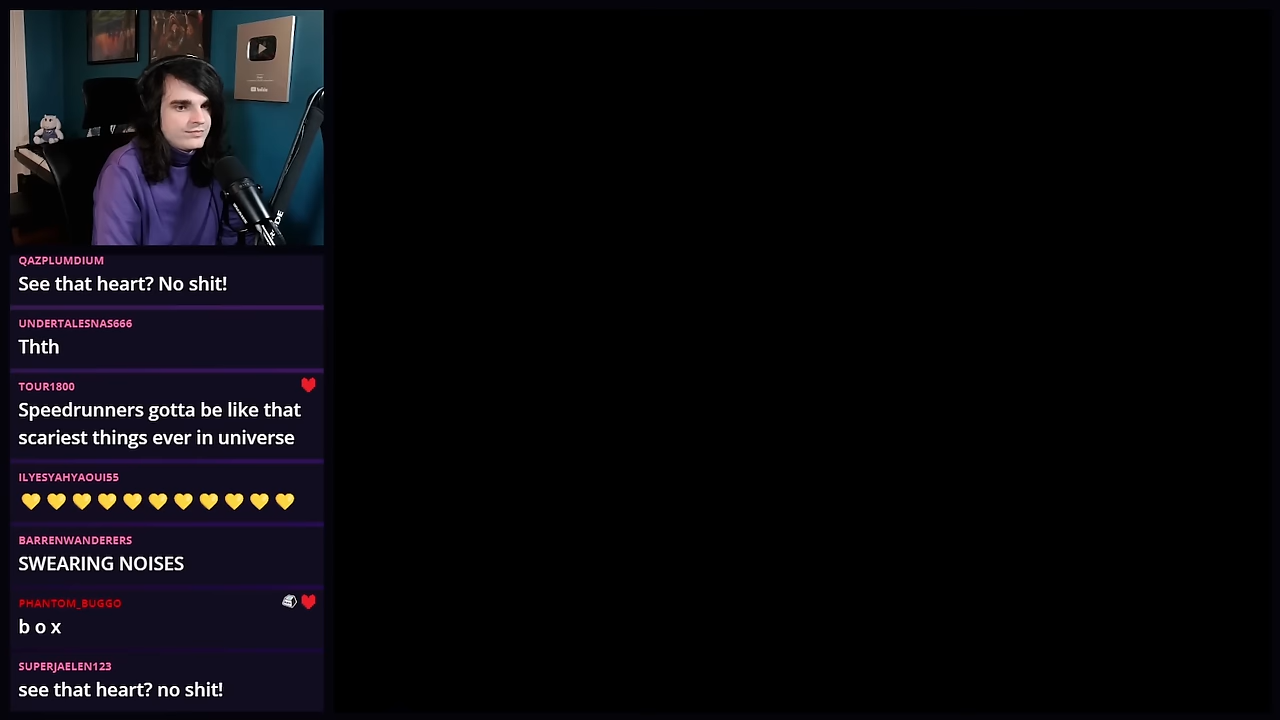 YouTube
QAZPLUMDIUM
See that heart? No shit!
UNDERTALESNAS666
Thth
TOUR1800
Speedrunners gotta be like that
scariest things ever in universe
ILYESYAHYAOUI55
💛💛💛💛💛💛💛💛💛💛💛
BARRENWANDERERS
SWEARING NOISES
PHANTOM_BUGGO
b o x
SUPERJAELEN123
see that heart? no shit!